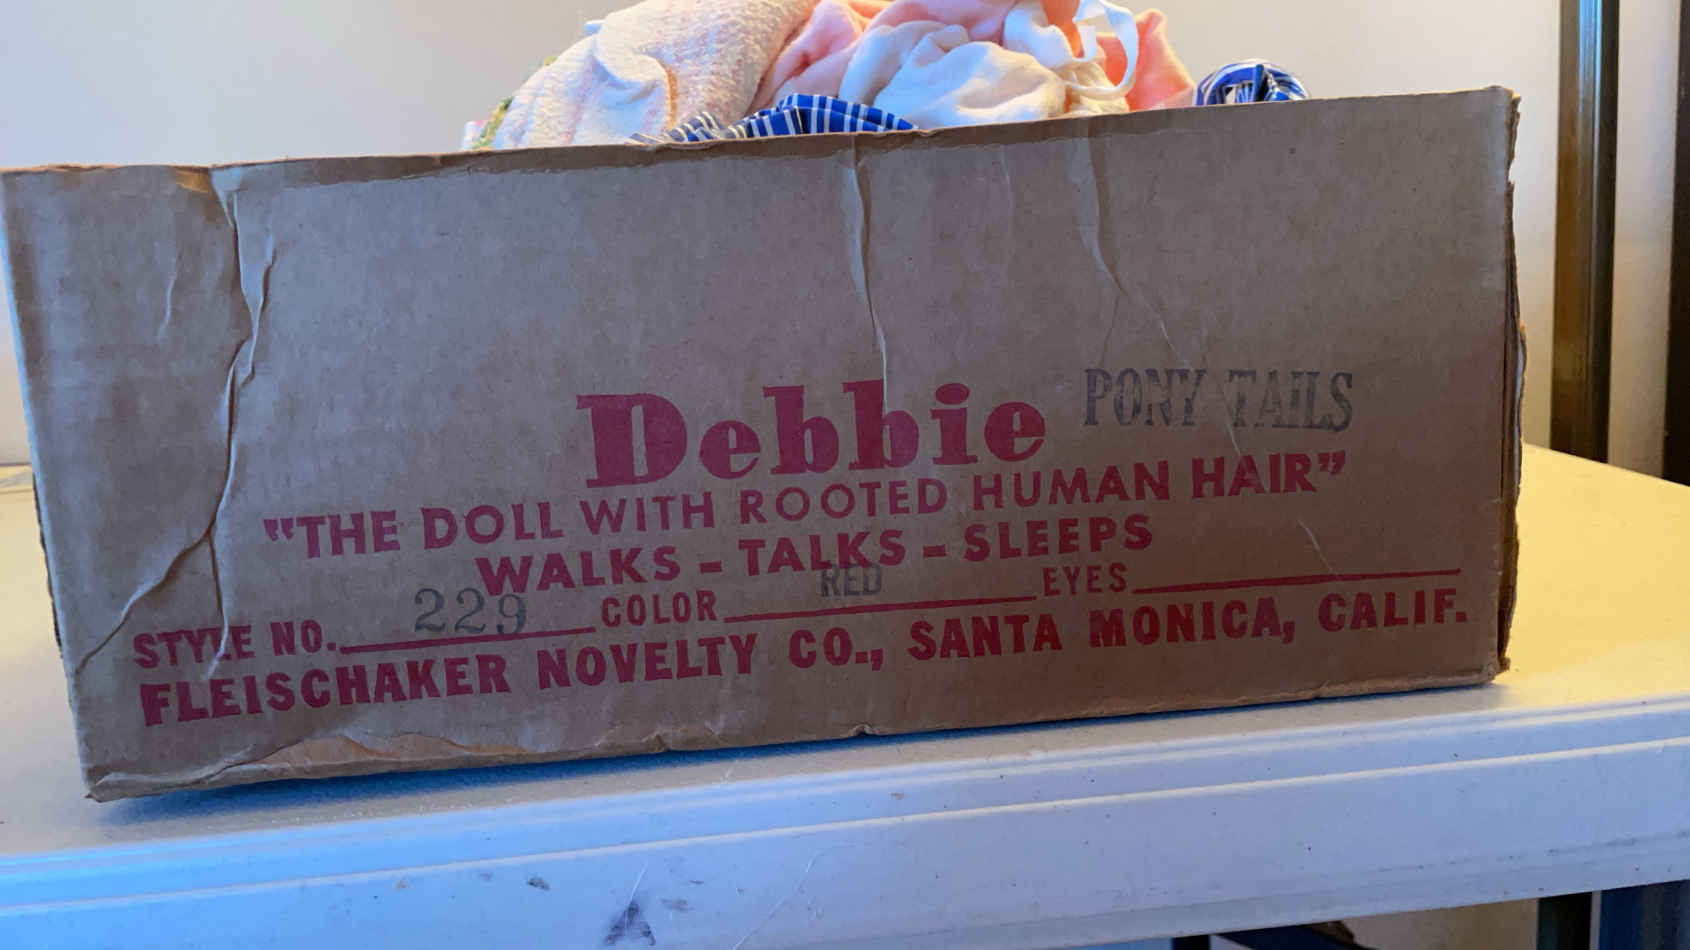 Debbie PONY TAILS
"THE DOLL WITH ROOTED HUMAN HAIR"
WALKS - TALKS - SLEEPS
STYLE NO. 229 COLOR RED EYES
FLEISCHAKER NOVELTY CO., SANTA MONICA, CALIF.